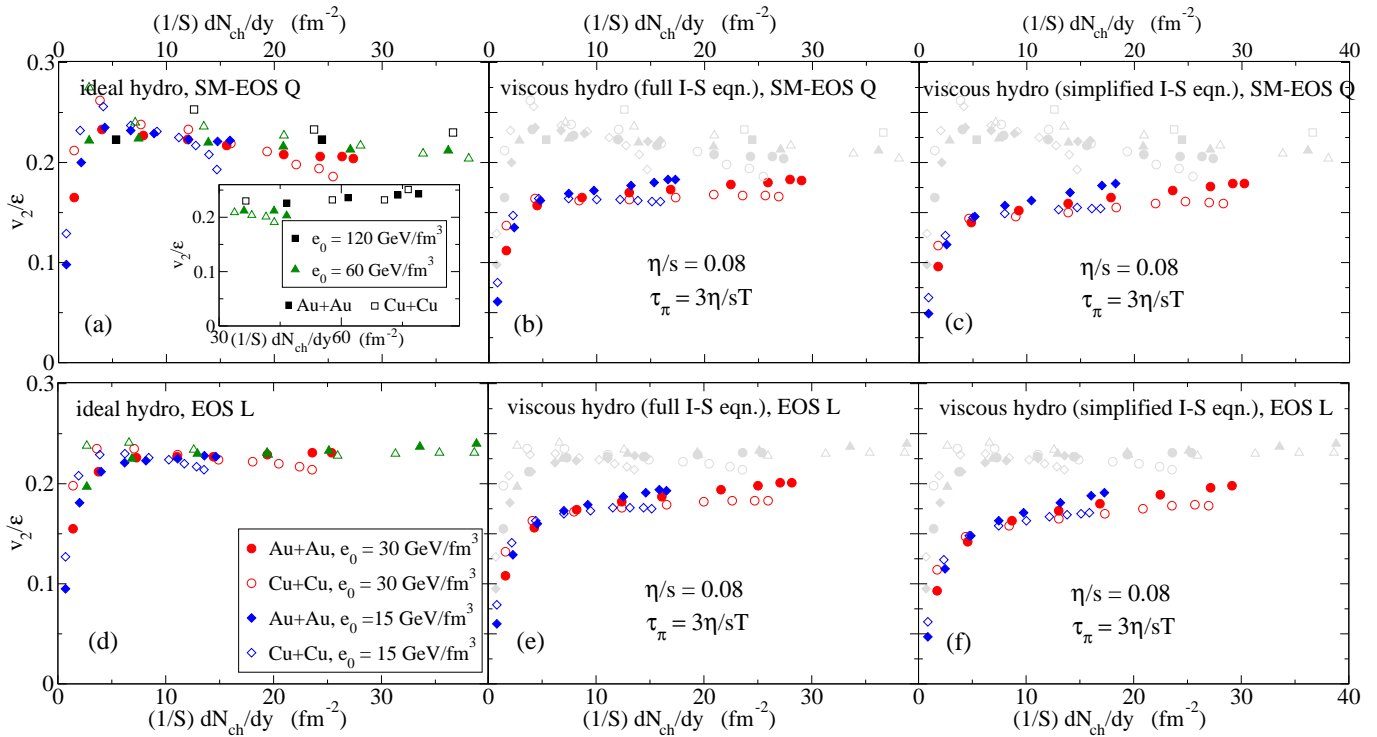 (1/S) dN_ch/dy (fm^-2) (1/S) dN_ch/dy (fm^-2) (1/S) dN_ch/dy (fm^-2)
0 10 20 30 0 10 20 30 0 10 20 30 40
0.3
ideal hydro, SM-EOS Q
viscous hydro (full I-S eqn.), SM-EOS Q
viscous hydro (simplified I-S eqn.), SM-EOS Q
0.2
v_2/ε
0.1
0
0.2
v_2/ε
0.1
0
e_0 = 120 GeV/fm^3
e_0 = 60 GeV/fm^3
Au+Au Cu+Cu
30 (1/S) dN_ch/dy 60 (fm^-2)
(a)
η/s = 0.08
τ_π = 3η/sT
(b)
η/s = 0.08
τ_π = 3η/sT
(c)
0.3
ideal hydro, EOS L
viscous hydro (full I-S eqn.), EOS L
viscous hydro (simplified I-S eqn.), EOS L
0.2
v_2/ε
0.1
0
Au+Au, e_0 = 30 GeV/fm^3
Cu+Cu, e_0 = 30 GeV/fm^3
Au+Au, e_0 =15 GeV/fm^3
Cu+Cu, e_0 = 15 GeV/fm^3
(d)
η/s = 0.08
τ_π = 3η/sT
(e)
η/s = 0.08
τ_π = 3η/sT
(f)
0 10 20 30 0 10 20 30 0 10 20 30 40
(1/S) dN_ch/dy (fm^-2) (1/S) dN_ch/dy (fm^-2) (1/S) dN_ch/dy (fm^-2)